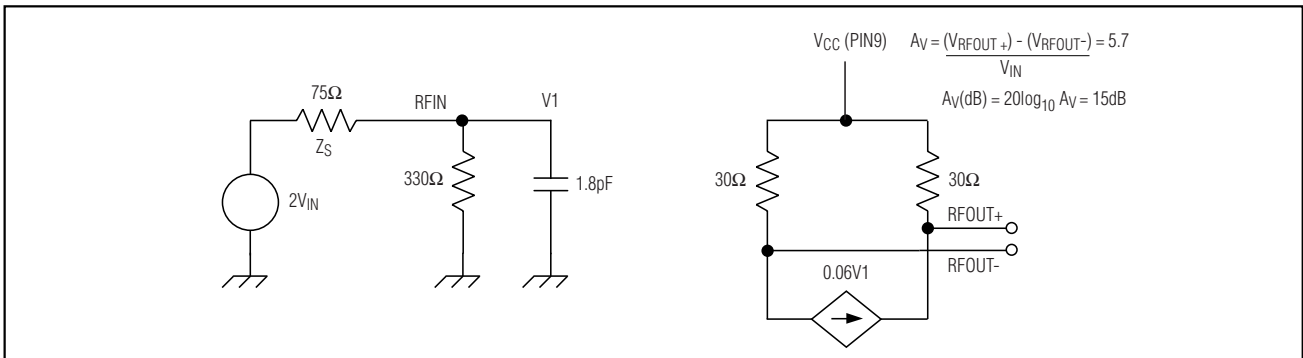 V_CC (PIN9)
A_V = (V_RFOUT +) - (V_RFOUT-) = 5.7
V_IN
A_V(dB) = 20log_10 A_V = 15dB
75Ω
Z_S
RFIN
V1
2V_IN
330Ω
1.8pF
30Ω
30Ω
RFOUT+
RFOUT-
0.06V1